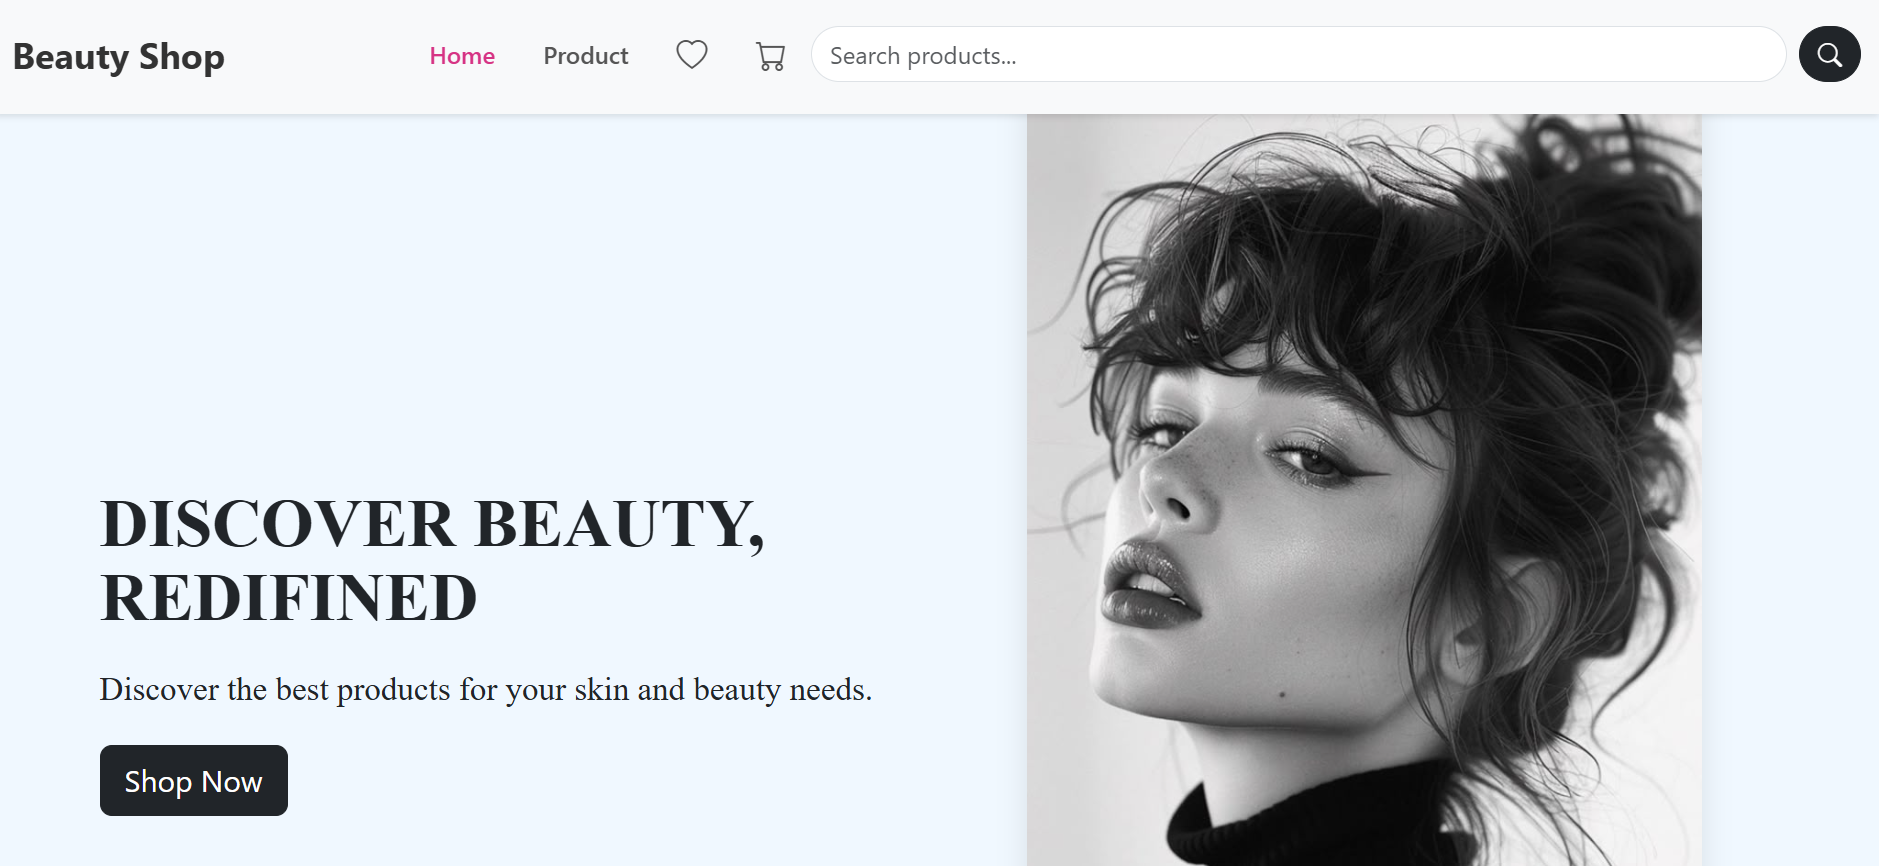 Beauty Shop
Home
Product
Search products...
DISCOVER BEAUTY,
REDIFINED
Discover the best products for your skin and beauty needs.
Shop Now